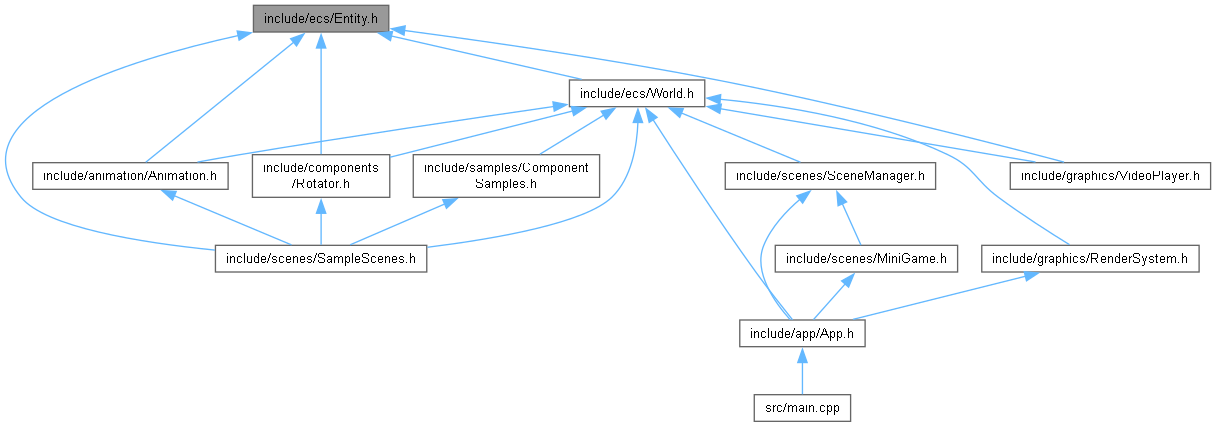 include/ecs/Entity.h
include/ecs/World.h
include/animation/Animation.h
include/components
/Rotator.h
include/samples/Component
Samples.h
include/scenes/SceneManager.h
include/graphics/VideoPlayer.h
include/scenes/SampleScenes.h
include/scenes/MiniGame.h
include/graphics/RenderSystem.h
include/app/App.h
src/main.cpp